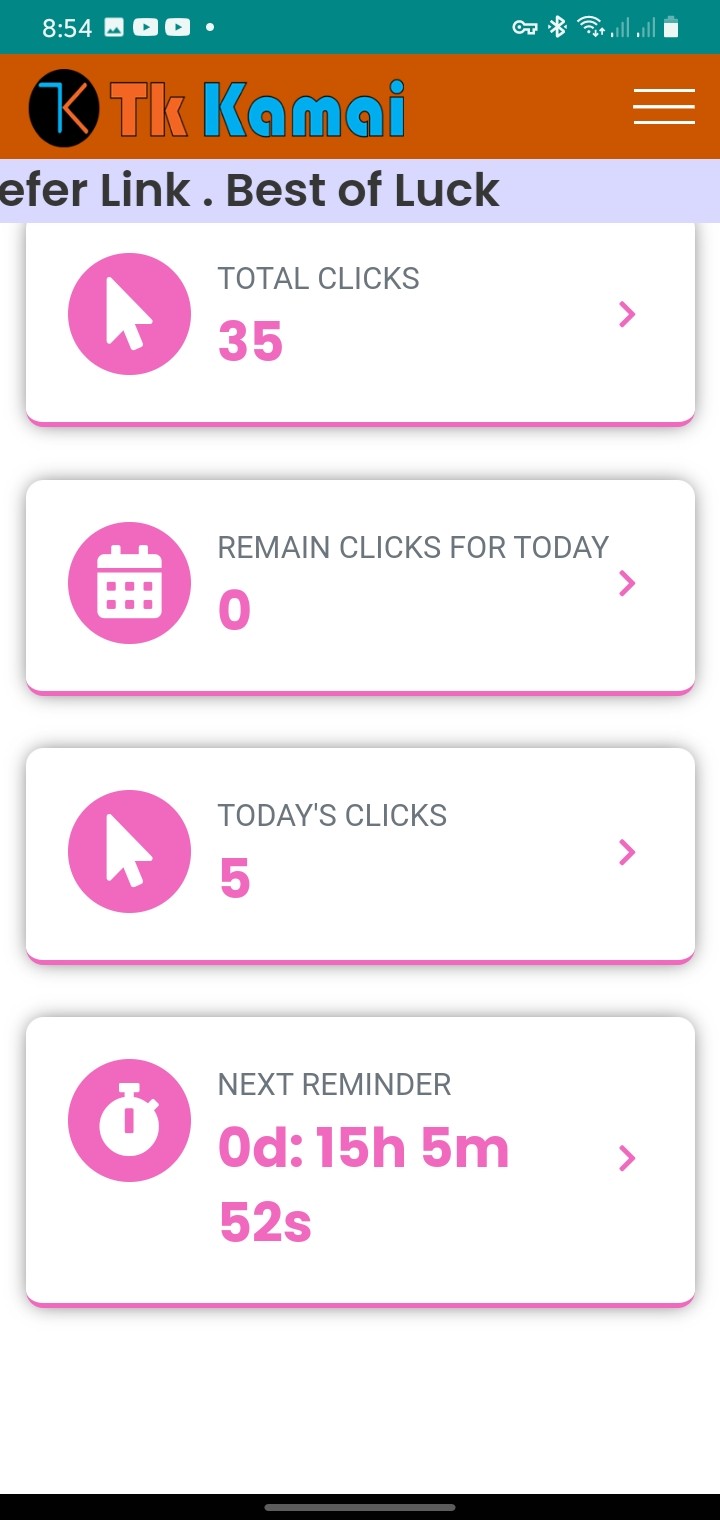 8:54
Tk Kamai
efer Link . Best of Luck
TOTAL CLICKS
35
REMAIN CLICKS FOR TODAY
0
TODAY'S CLICKS
5
NEXT REMINDER
0d: 15h 5m
52s